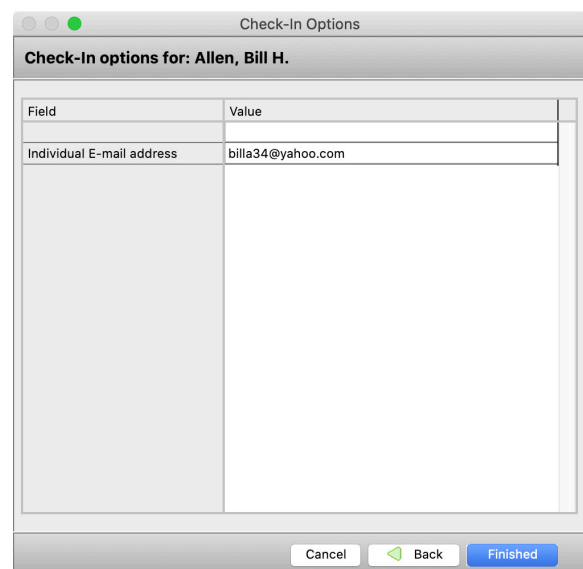 Check-In Options
Check-In options for: Allen, Bill H.
Field Value
Individual E-mail address billa34@yahoo.com
Cancel Back Finished